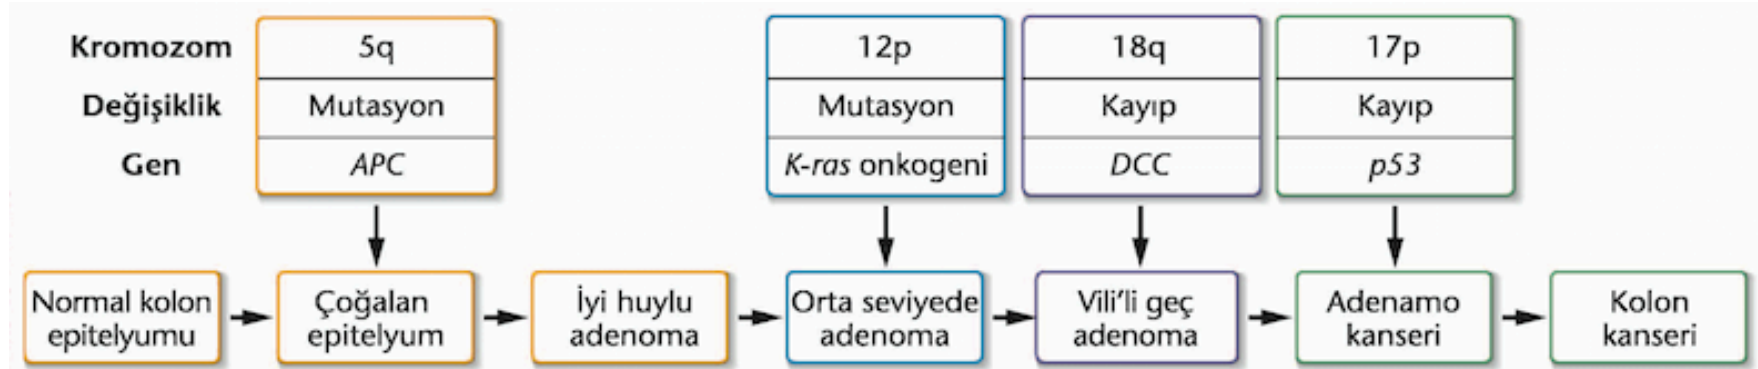 Kromozom 5q 12p 18q 17p
Değişiklik Mutasyon Mutasyon Kayıp Kayıp
Gen APC K-ras onkogeni DCC p53
Normal kolon Çoğalan İyi huylu Orta seviyede Vili'li geç Adenamo Kolon
epitelyumu epitelyum adenoma adenoma adenoma kanseri kanseri